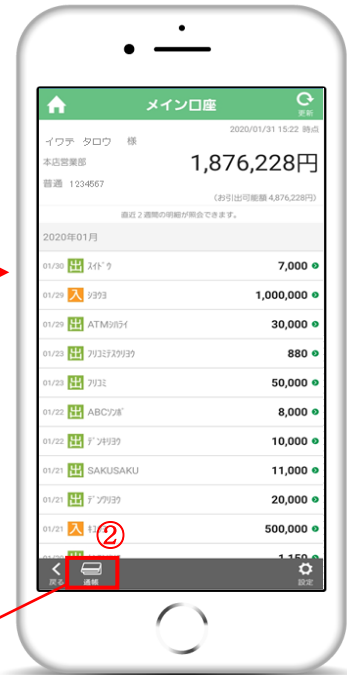 メイン口座
更新
2020/01/31 15:22 時点
イワテ タロウ 様
本店営業部
1,876,228円
普通 1234567
(お引出可能額 4,876,228円)
直近２週間の明細が照会できます。
2020年01月
01/30 出 ｽｲﾄﾞｳ 7,000
01/29 入 ｼﾖｳﾖ 1,000,000
01/29 出 ATMｼﾊﾗｲ 30,000
01/23 出 ﾌﾘｺﾐﾃｽｳﾘﾖｳ 880
01/23 出 ﾌﾘｺﾐ 50,000
01/22 出 8,000
01/22 出 ﾃﾞﾝｷﾘﾖｳ 10,000
01/21 出 SAKUSAKU 11,000
01/21 出 ﾃﾞﾝﾜﾘﾖｳ 20,000
01/21 入 500,000
②
1,150
戻る 通帳 設定